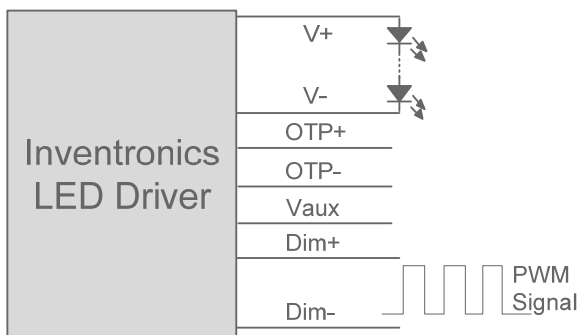 Inventronics
LED Driver
V+
V-
OTP+
OTP-
Vaux
Dim+
Dim-
PWM
Signal